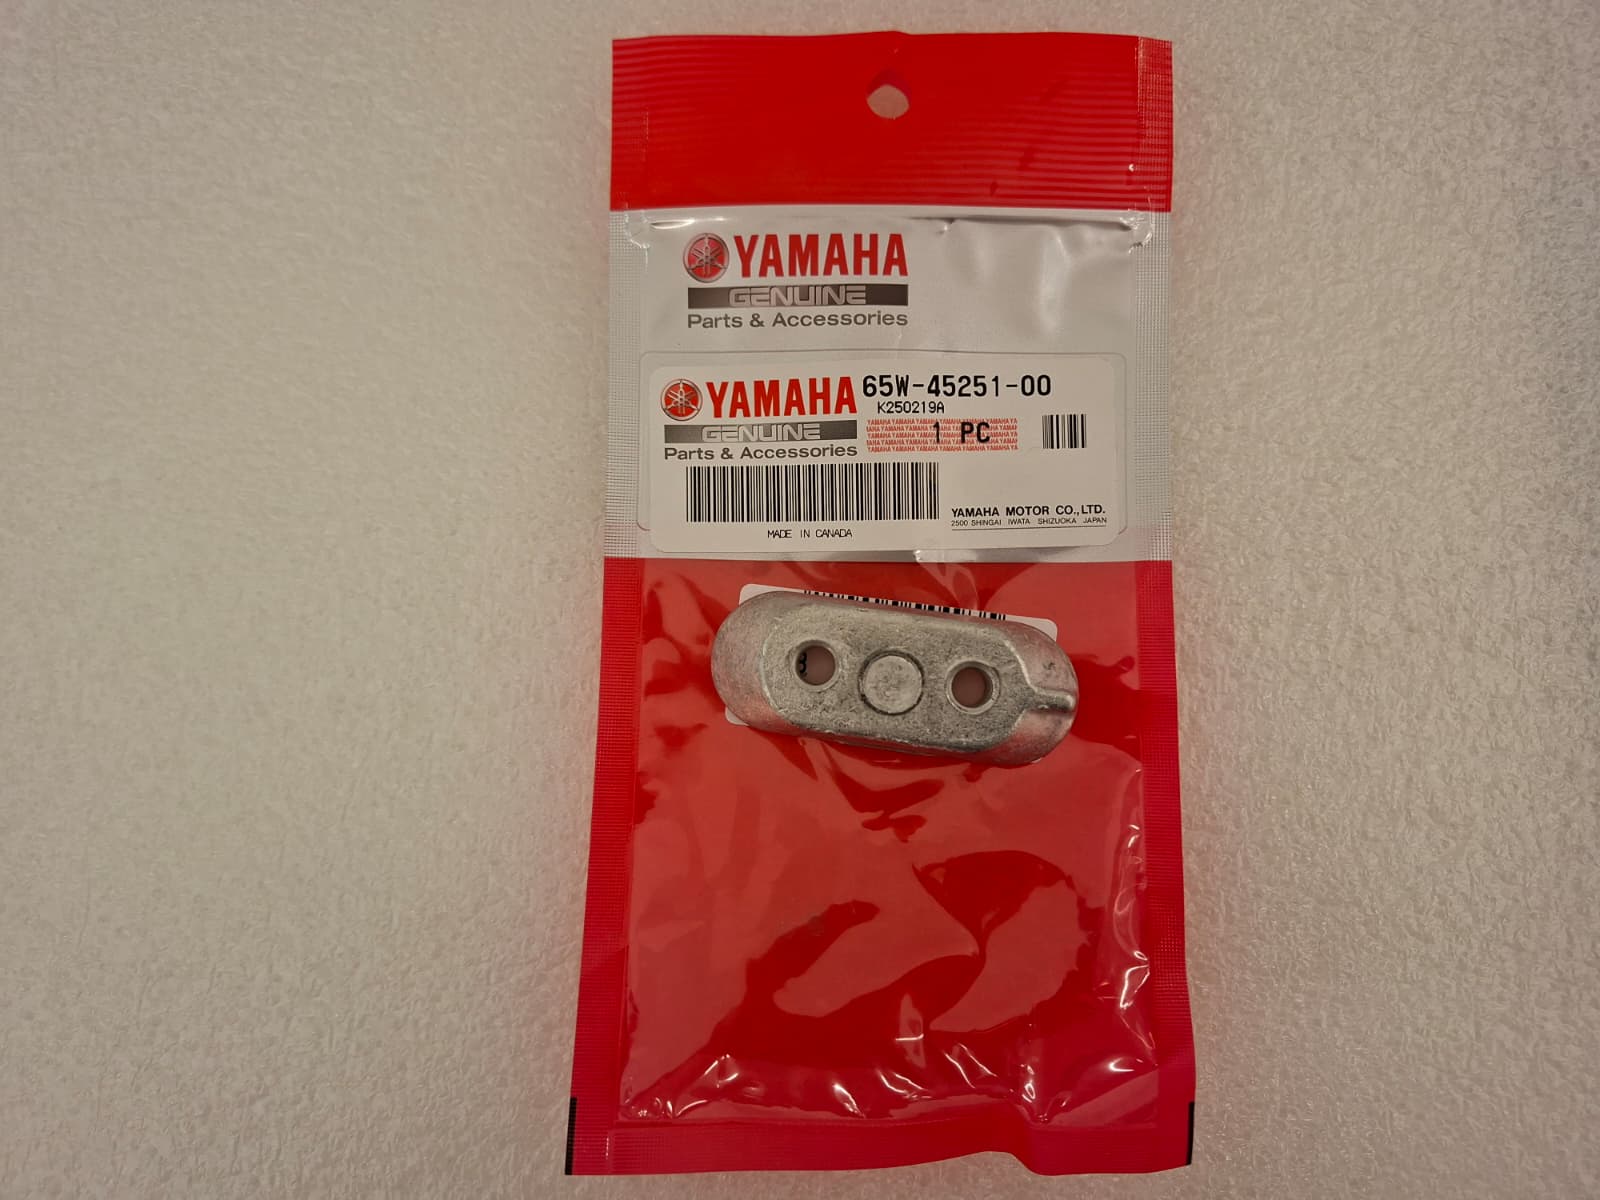 YAMAHA
GENUINE
Parts & Accessories
YAMAHA
GENUINE
Parts & Accessories
65W-45251-00
K250219A
1 PC
MADE IN CANADA
YAMAHA MOTOR CO.,LTD.
2500 SHINGAI IWATA SHIZUOKA JAPAN